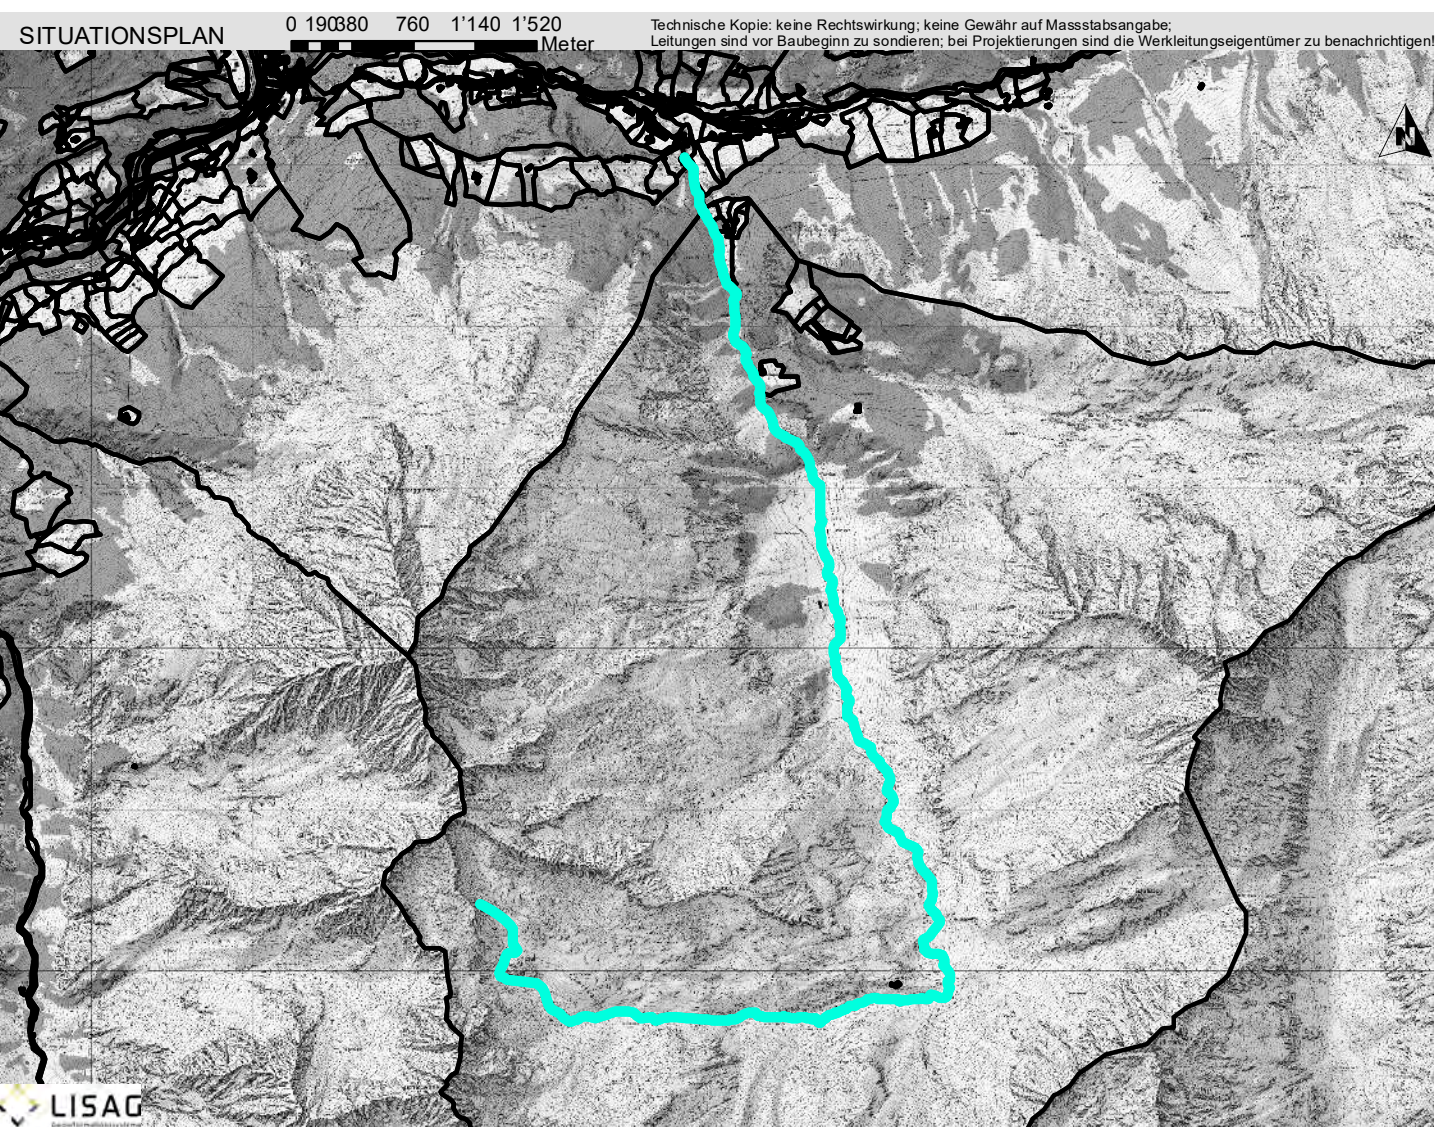 SITUATIONSPLAN
0 190380 760 1'140 1'520
Meter
Technische Kopie: keine Rechtswirkung; keine Gewähr auf Massstabsangabe;
Leitungen sind vor Baubeginn zu sondieren; bei Projektierungen sind die Werkleitungseigentümer zu benachrichtigen!
N
LISAG